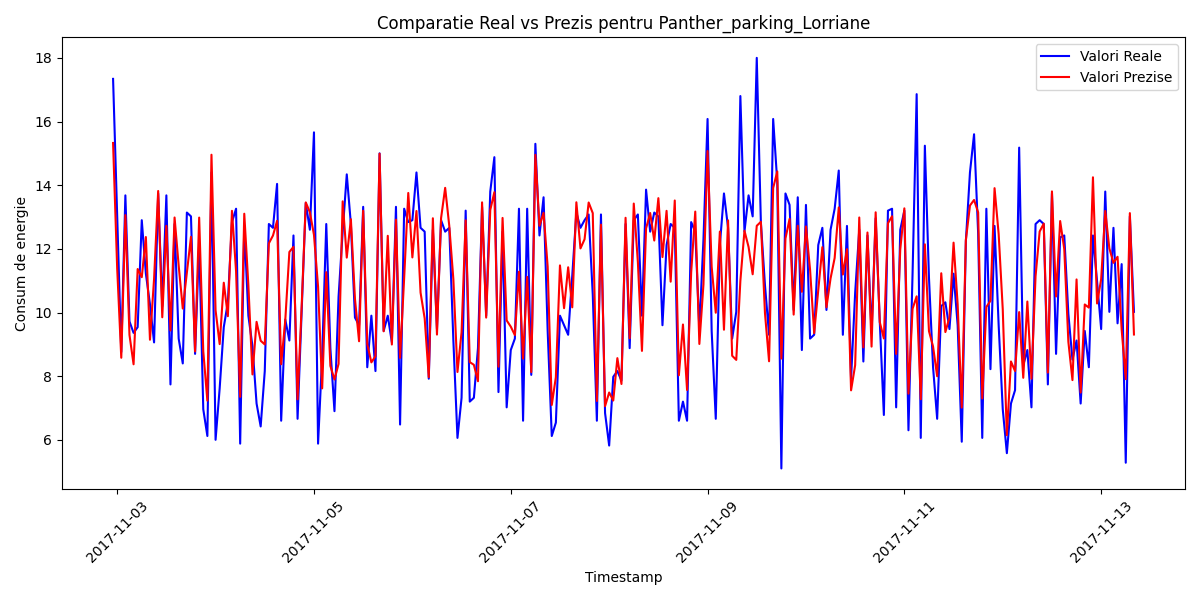 Comparatie Real vs Prezis pentru Panther_parking_Lorriane
Valori Reale
Valori Prezise
Consum de energie
18
16
14
12
10
8
6
2017-11-03
2017-11-05
2017-11-07
2017-11-09
2017-11-11
2017-11-13
Timestamp